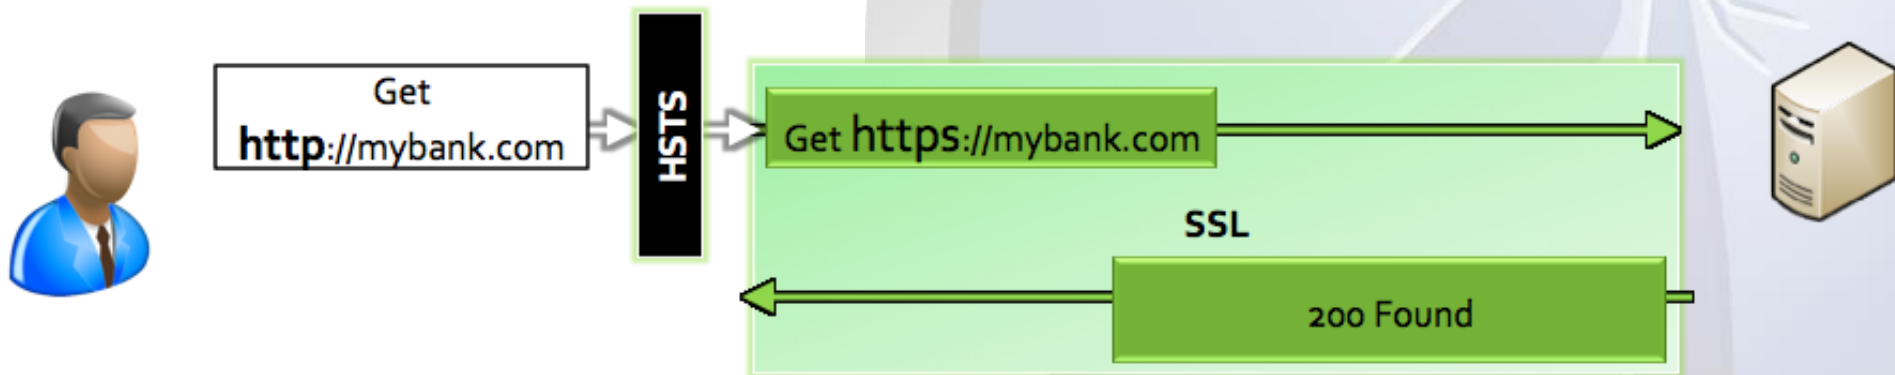 Get
http://mybank.com
HSTS
Get https://mybank.com
SSL
200 Found